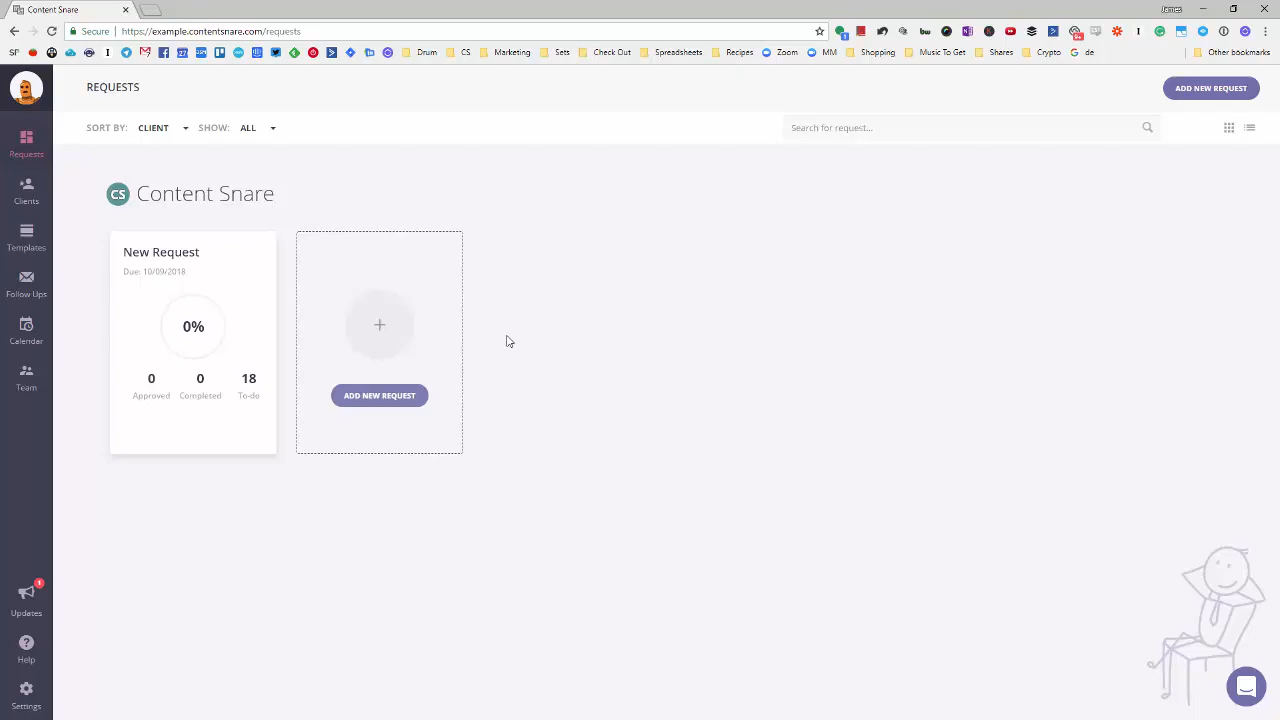 Content Snare
Secure
https://example.contentsnare.com/requests
Drum
Marketing
Sets
Check Out
Spreadsheets
Recipes
Zoom
MM
Shopping
Music To Get
Shares
Crypto
de
Other bookmarks
REQUESTS
ADD NEW REQUEST
SORT BY: CLIENT SHOW: ALL
Search for request...
Requests
Clients
Templates
Follow Ups
Calendar
Team
Updates
1
Help
Settings
CS Content Snare
New Request
Due: 10/09/2018
0%
0 0 18
Approved Completed To-do
+
ADD NEW REQUEST